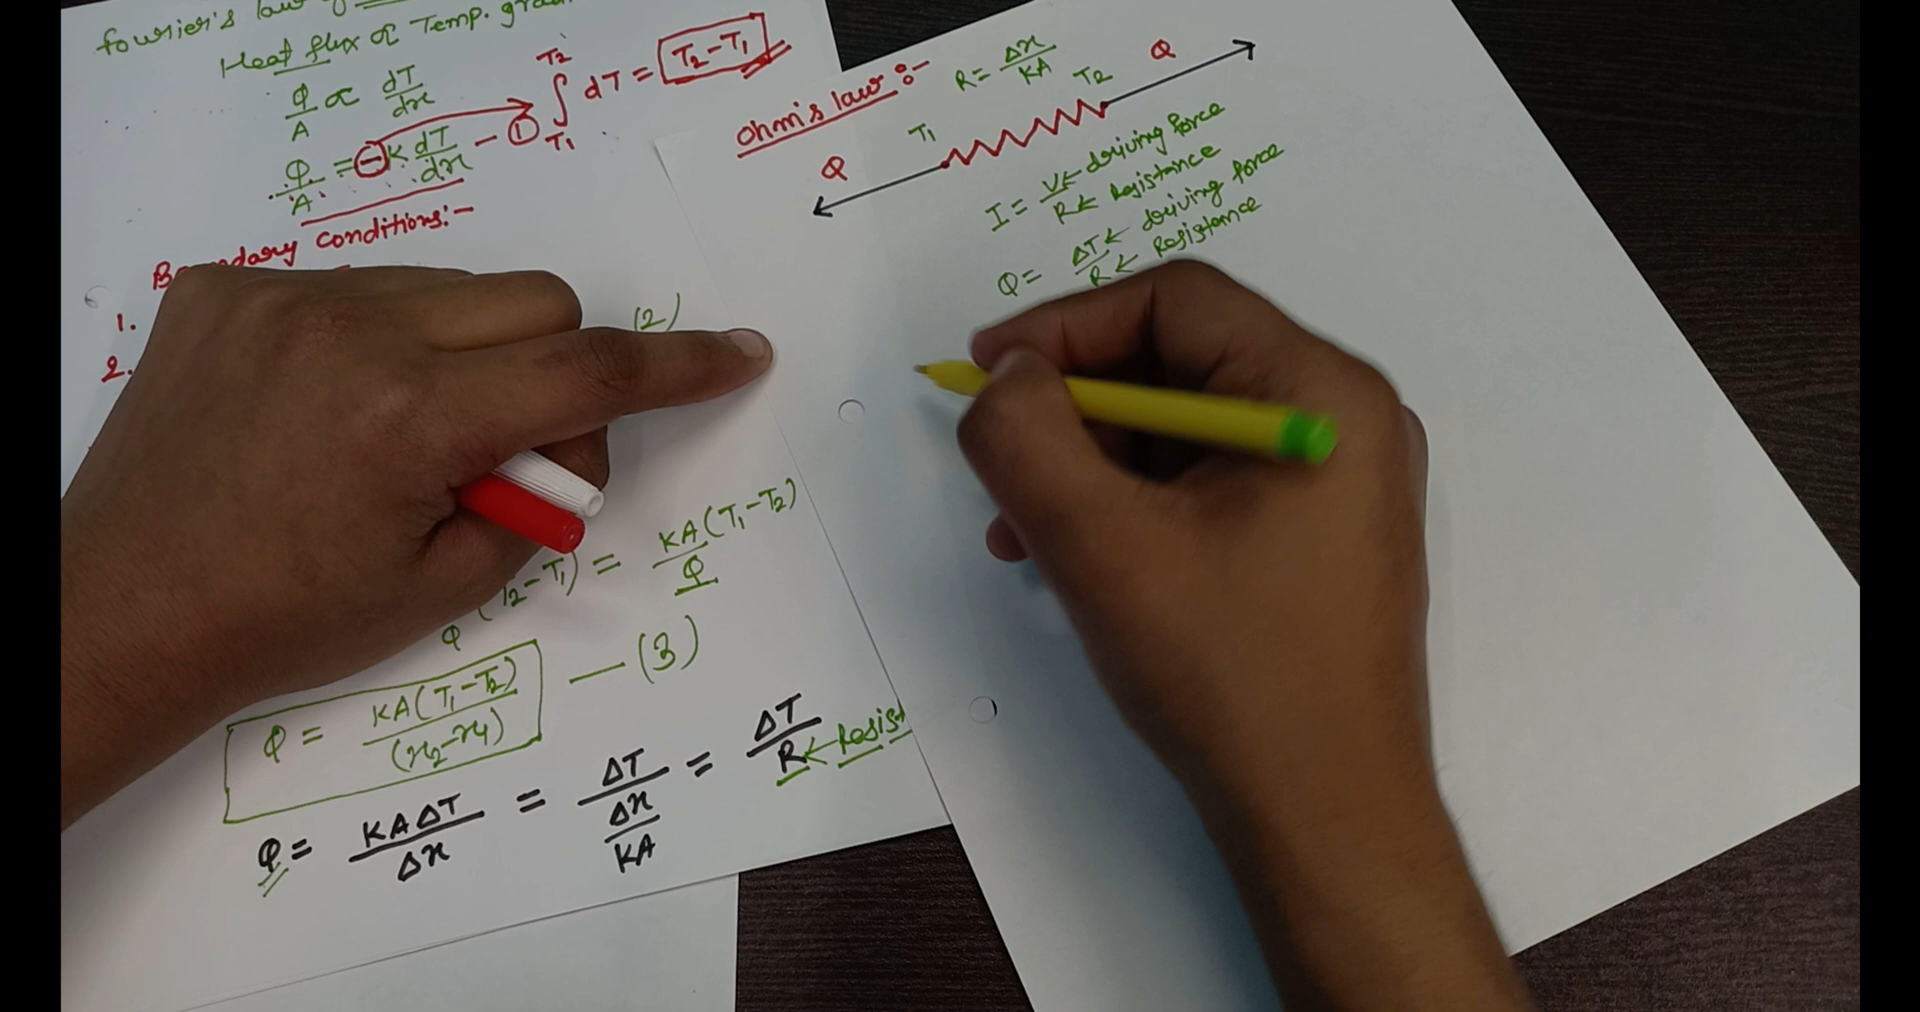 Fourier's law
Heat flux ∝ Temp.
Q/A ∝ dT/dx
Q/A = -K dT/dx - ①
∫ T1 T2 dT = T2-T1
Boundary conditions:-
1.
2.
(2)
T2-T1) = KA(T1-T2)/Q
Q
Q = KA(T1-T2)/(x2-x1) — (3)
Q = KAΔT/Δx = ΔT/(Δx/KA) = ΔT/R ← Resist
Ohm's law:-
R = Δx/KA
Q T1 T2 Q
I = V/R
V ← driving force
R ← Resistance
Q = ΔT/R
ΔT ← driving force
R ← Resistance